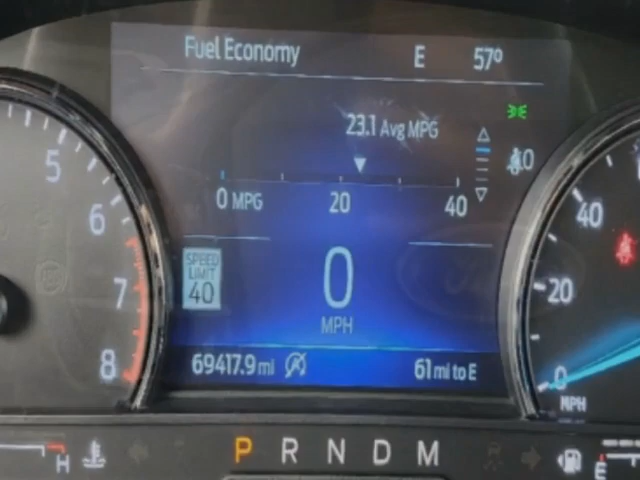 Fuel Economy E 57°
23.1 Avg MPG
0 MPG 20 40
SPEED
LIMIT
40
0
MPH
69417.9 mi 61 mi to E
5
6
7
8
40
20
0
MPH
H P R N D M E